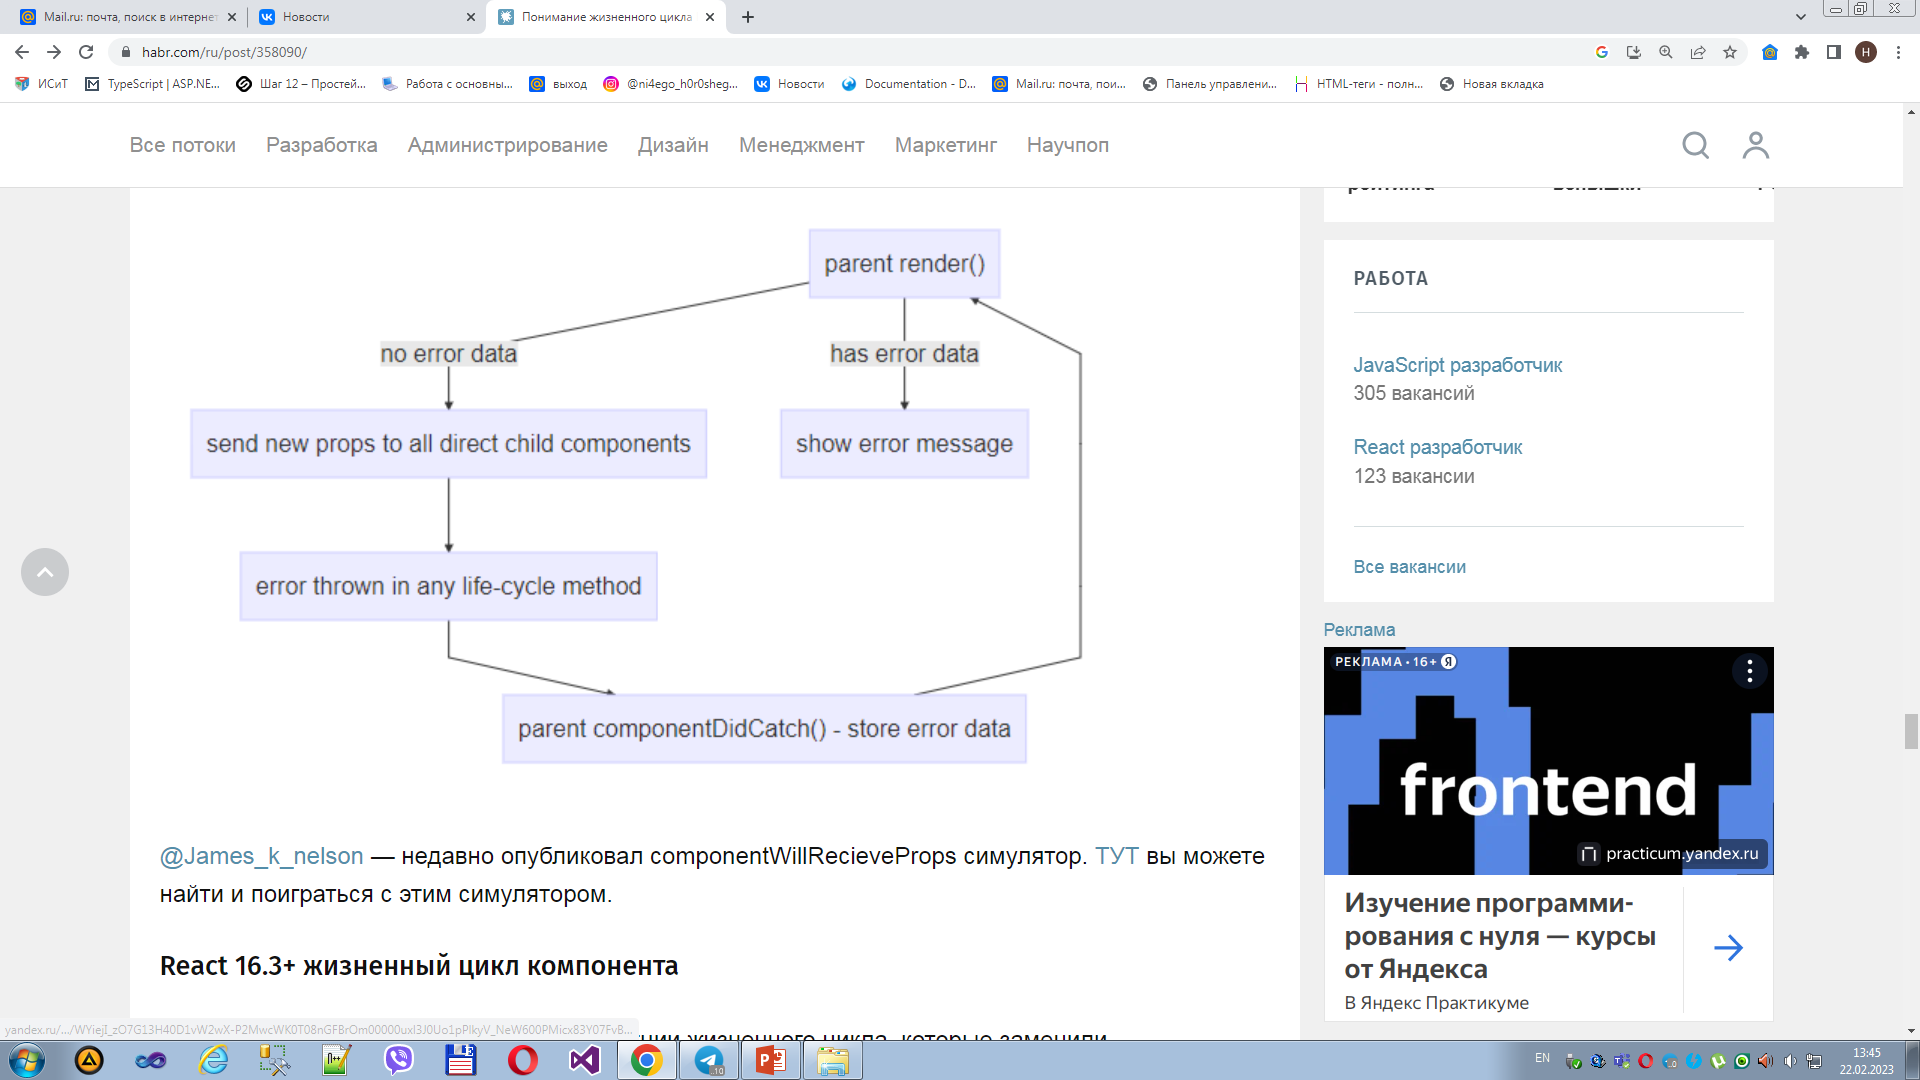 Mail.ru: почта, поиск в интернет
Новости
Понимание жизненного цикла
habr.com/ru/post/358090/
Н
ИСиТ
TypeScript | ASP.NE...
Шаг 12 – Простей...
Работа с основны...
выход
@ni4ego_h0r0sheg...
Новости
Documentation - D...
Mail.ru: почта, пои...
Панель управлени...
HTML-теги - полн...
Новая вкладка
Все потоки
Разработка
Администрирование
Дизайн
Менеджмент
Маркетинг
Научпоп
parent render()
no error data
has error data
send new props to all direct child components
show error message
error thrown in any life-cycle method
parent componentDidCatch() - store error data
@James_k_nelson — недавно опубликовал componentWillRecieveProps симулятор. ТУТ вы можете
найти и поиграться с этим симулятором.
React 16.3+ жизненный цикл компонента
жизненного цикла, которые заменили
РАБОТА
JavaScript разработчик
305 вакансий
React разработчик
123 вакансии
Все вакансии
Реклама
РЕКЛАМА • 16+ Я
frontend
practicum.yandex.ru
Изучение программи-
рования с нуля — курсы
от Яндекса
В Яндекс Практикуме
EN
13:45
22.02.2023